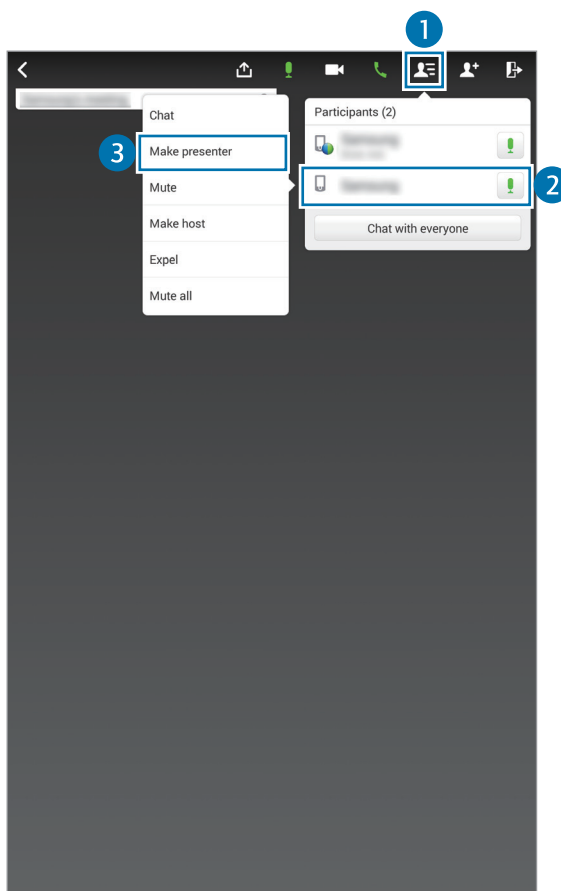 1
Participants (2)
Chat
3
Make presenter
2
Mute
Make host
Chat with everyone
Expel
Mute all